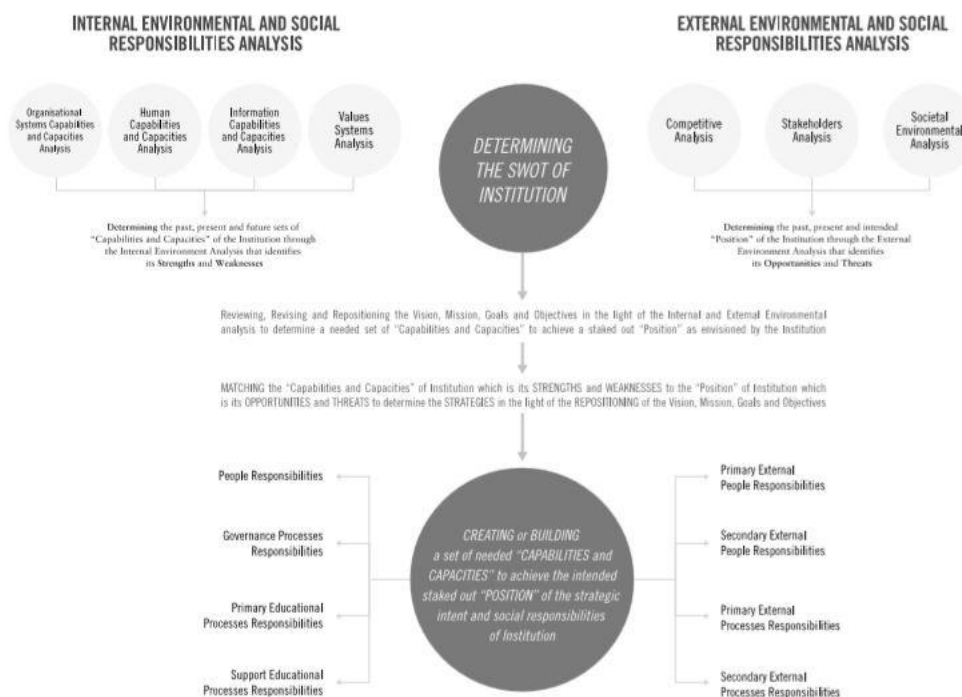 INTERNAL ENVIRONMENTAL AND SOCIAL
RESPONSIBILITIES ANALYSIS
EXTERNAL ENVIRONMENTAL AND SOCIAL
RESPONSIBILITIES ANALYSIS
Organisational
Systems Capabilities
and Capacities
Analysis
Human
Capabilities
and Capacities
Analysis
Information
Capabilities
and Capacities
Analysis
Values
Systems
Analysis
DETERMINING
THE SWOT OF
INSTITUTION
Competitive
Analysis
Stakeholders
Analysis
Societal
Environmental
Analysis
Determining the past, present and future sets of
“Capabilities and Capacities” of the Institution through
the Internal Environment Analysis that identifies
its Strengths and Weaknesses
Determining the past, present and intended
“Position” of the Institution through the External
Environment Analysis that identifies
its Opportunities and Threats
Reviewing, Revising and Repositioning the Vision, Mission, Goals and Objectives in the light of the Internal and External Environmental
analysis to determine a needed set of “Capabilities and Capacities” to achieve a staked out “Position” as envisioned by the Institution
MATCHING the “Capabilities and Capacities” of Institution which is its STRENGTHS and WEAKNESSES to the “Position” of Institution which
is its OPPORTUNITIES and THREATS to determine the STRATEGIES in the light of the REPOSITIONING of the Vision, Mission, Goals and Objectives
People Responsibilities
Governance Processes
Responsibilities
Primary Educational
Processes Responsibilities
Support Educational
Processes Responsibilities
CREATING or BUILDING
a set of needed “CAPABILITIES and
CAPACITIES” to achieve the intended
staked out “POSITION” of the strategic
intent and social responsibilities
of Institution
Primary External
People Responsibilities
Secondary External
People Responsibilities
Primary External
Processes Responsibilities
Secondary External
Processes Responsibilities